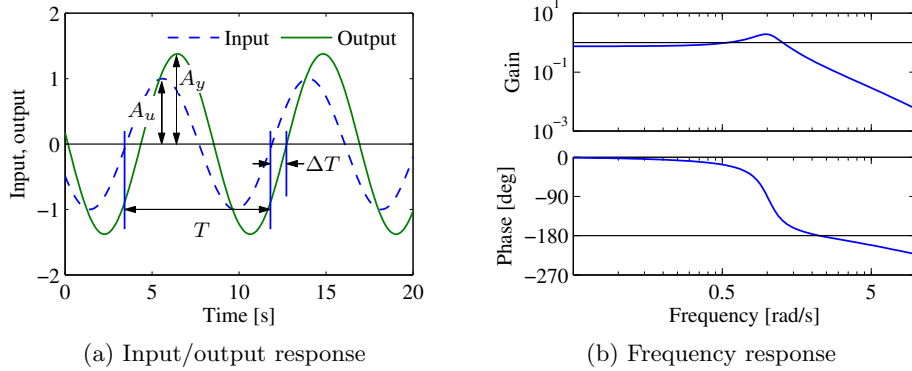 2
1
0
−1
−2
Input, output
Input
Output
A_u
A_y
ΔT
T
0
5
10
15
20
Time [s]
(a) Input/output response
10^1
10^−1
10^−3
Gain
0
−90
−180
−270
Phase [deg]
0.5
5
Frequency [rad/s]
(b) Frequency response